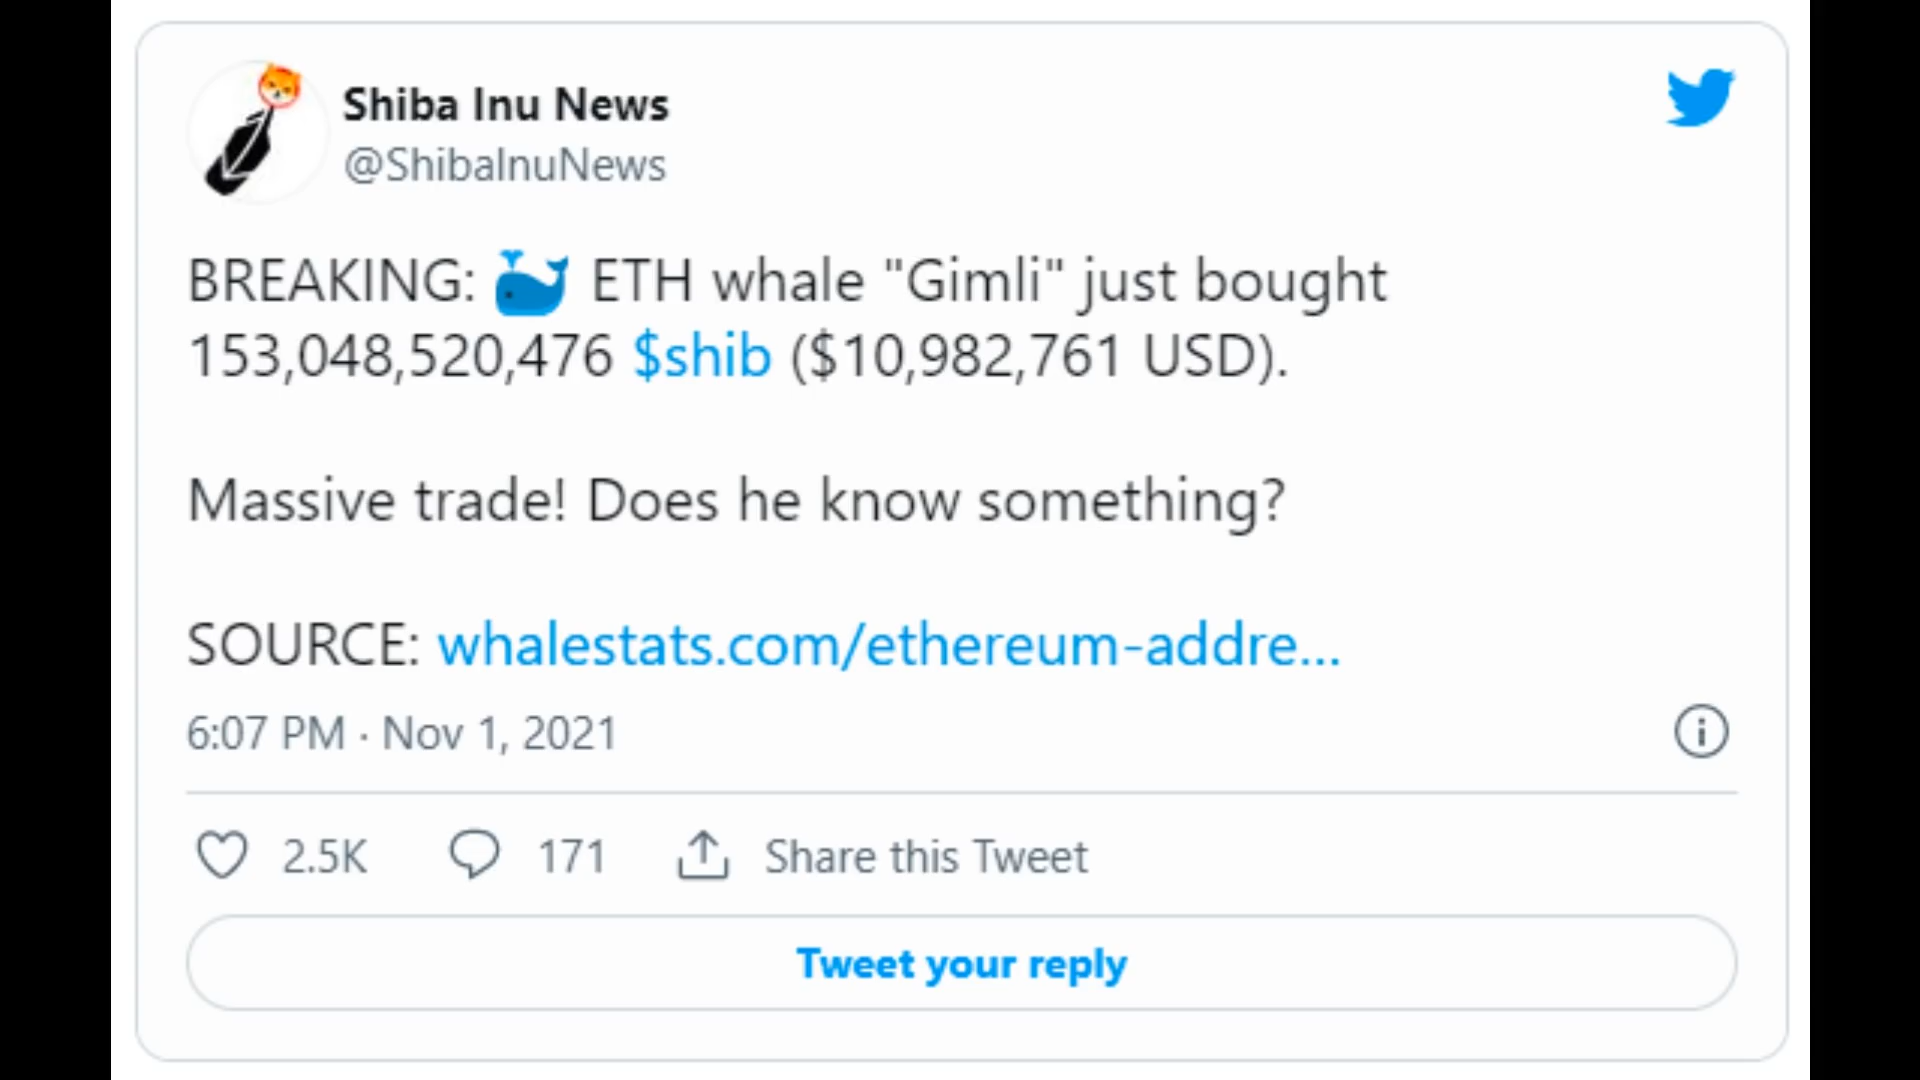 Shiba Inu News
@ShibaInuNews
BREAKING: 🐳 ETH whale "Gimli" just bought
153,048,520,476 $shib ($10,982,761 USD).
Massive trade! Does he know something?
SOURCE: whalestats.com/ethereum-addre...
6:07 PM · Nov 1, 2021
2.5K 171 Share this Tweet
Tweet your reply